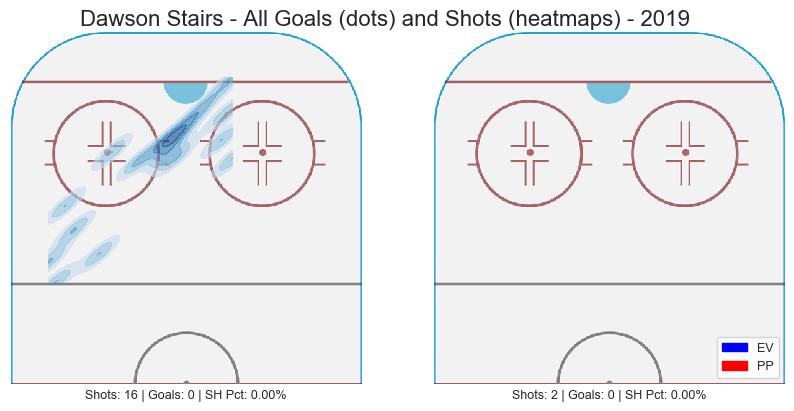 Dawson Stairs - All Goals (dots) and Shots (heatmaps) - 2019
EV
PP
Shots: 16 | Goals: 0 | SH Pct: 0.00%
Shots: 2 | Goals: 0 | SH Pct: 0.00%